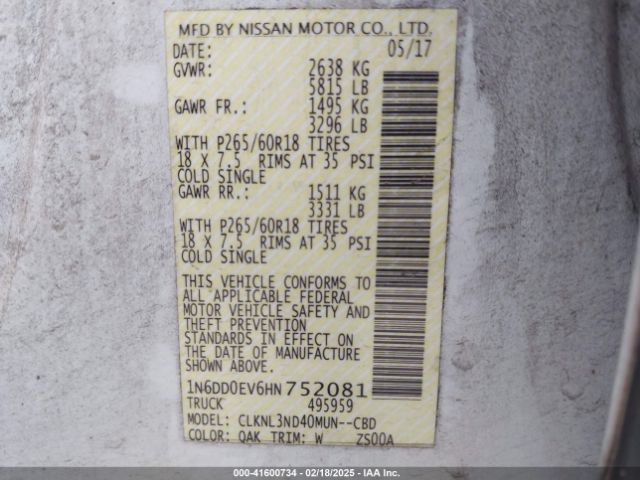 MFD BY NISSAN MOTOR CO., LTD.
DATE: 05/17
GVWR: 2638 KG
5815 LB
GAWR FR.: 1495 KG
3296 LB
WITH P265/60R18 TIRES
18 X 7.5 RIMS AT 35 PSI
COLD SINGLE
GAWR RR.: 1511 KG
3331 LB
WITH P265/60R18 TIRES
18 X 7.5 RIMS AT 35 PSI
COLD SINGLE
THIS VEHICLE CONFORMS TO
ALL APPLICABLE FEDERAL
MOTOR VEHICLE SAFETY AND
THEFT PREVENTION
STANDARDS IN EFFECT ON
THE DATE OF MANUFACTURE
SHOWN ABOVE.
1N6DD0EV6HN752081
TRUCK 495959
MODEL: CLKNL3ND40MUN--CBD
COLOR: QAK TRIM: W ZS00A
000-41600734 - 02/18/2025 - IAAI.COM